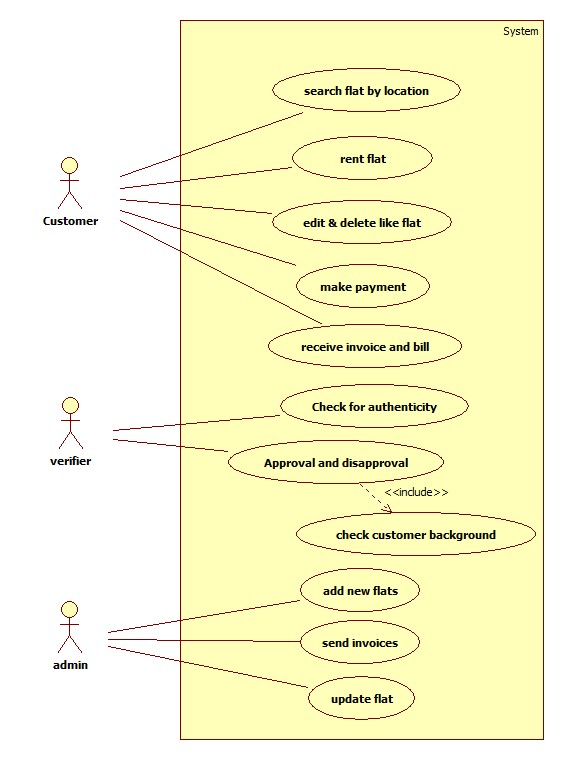 System
search flat by location
rent flat
Customer
edit & delete like flat
make payment
receive invoice and bill
Check for authenticity
verifier
Approval and disapproval
<<include>>
check customer background
add new flats
send invoices
admin
update flat